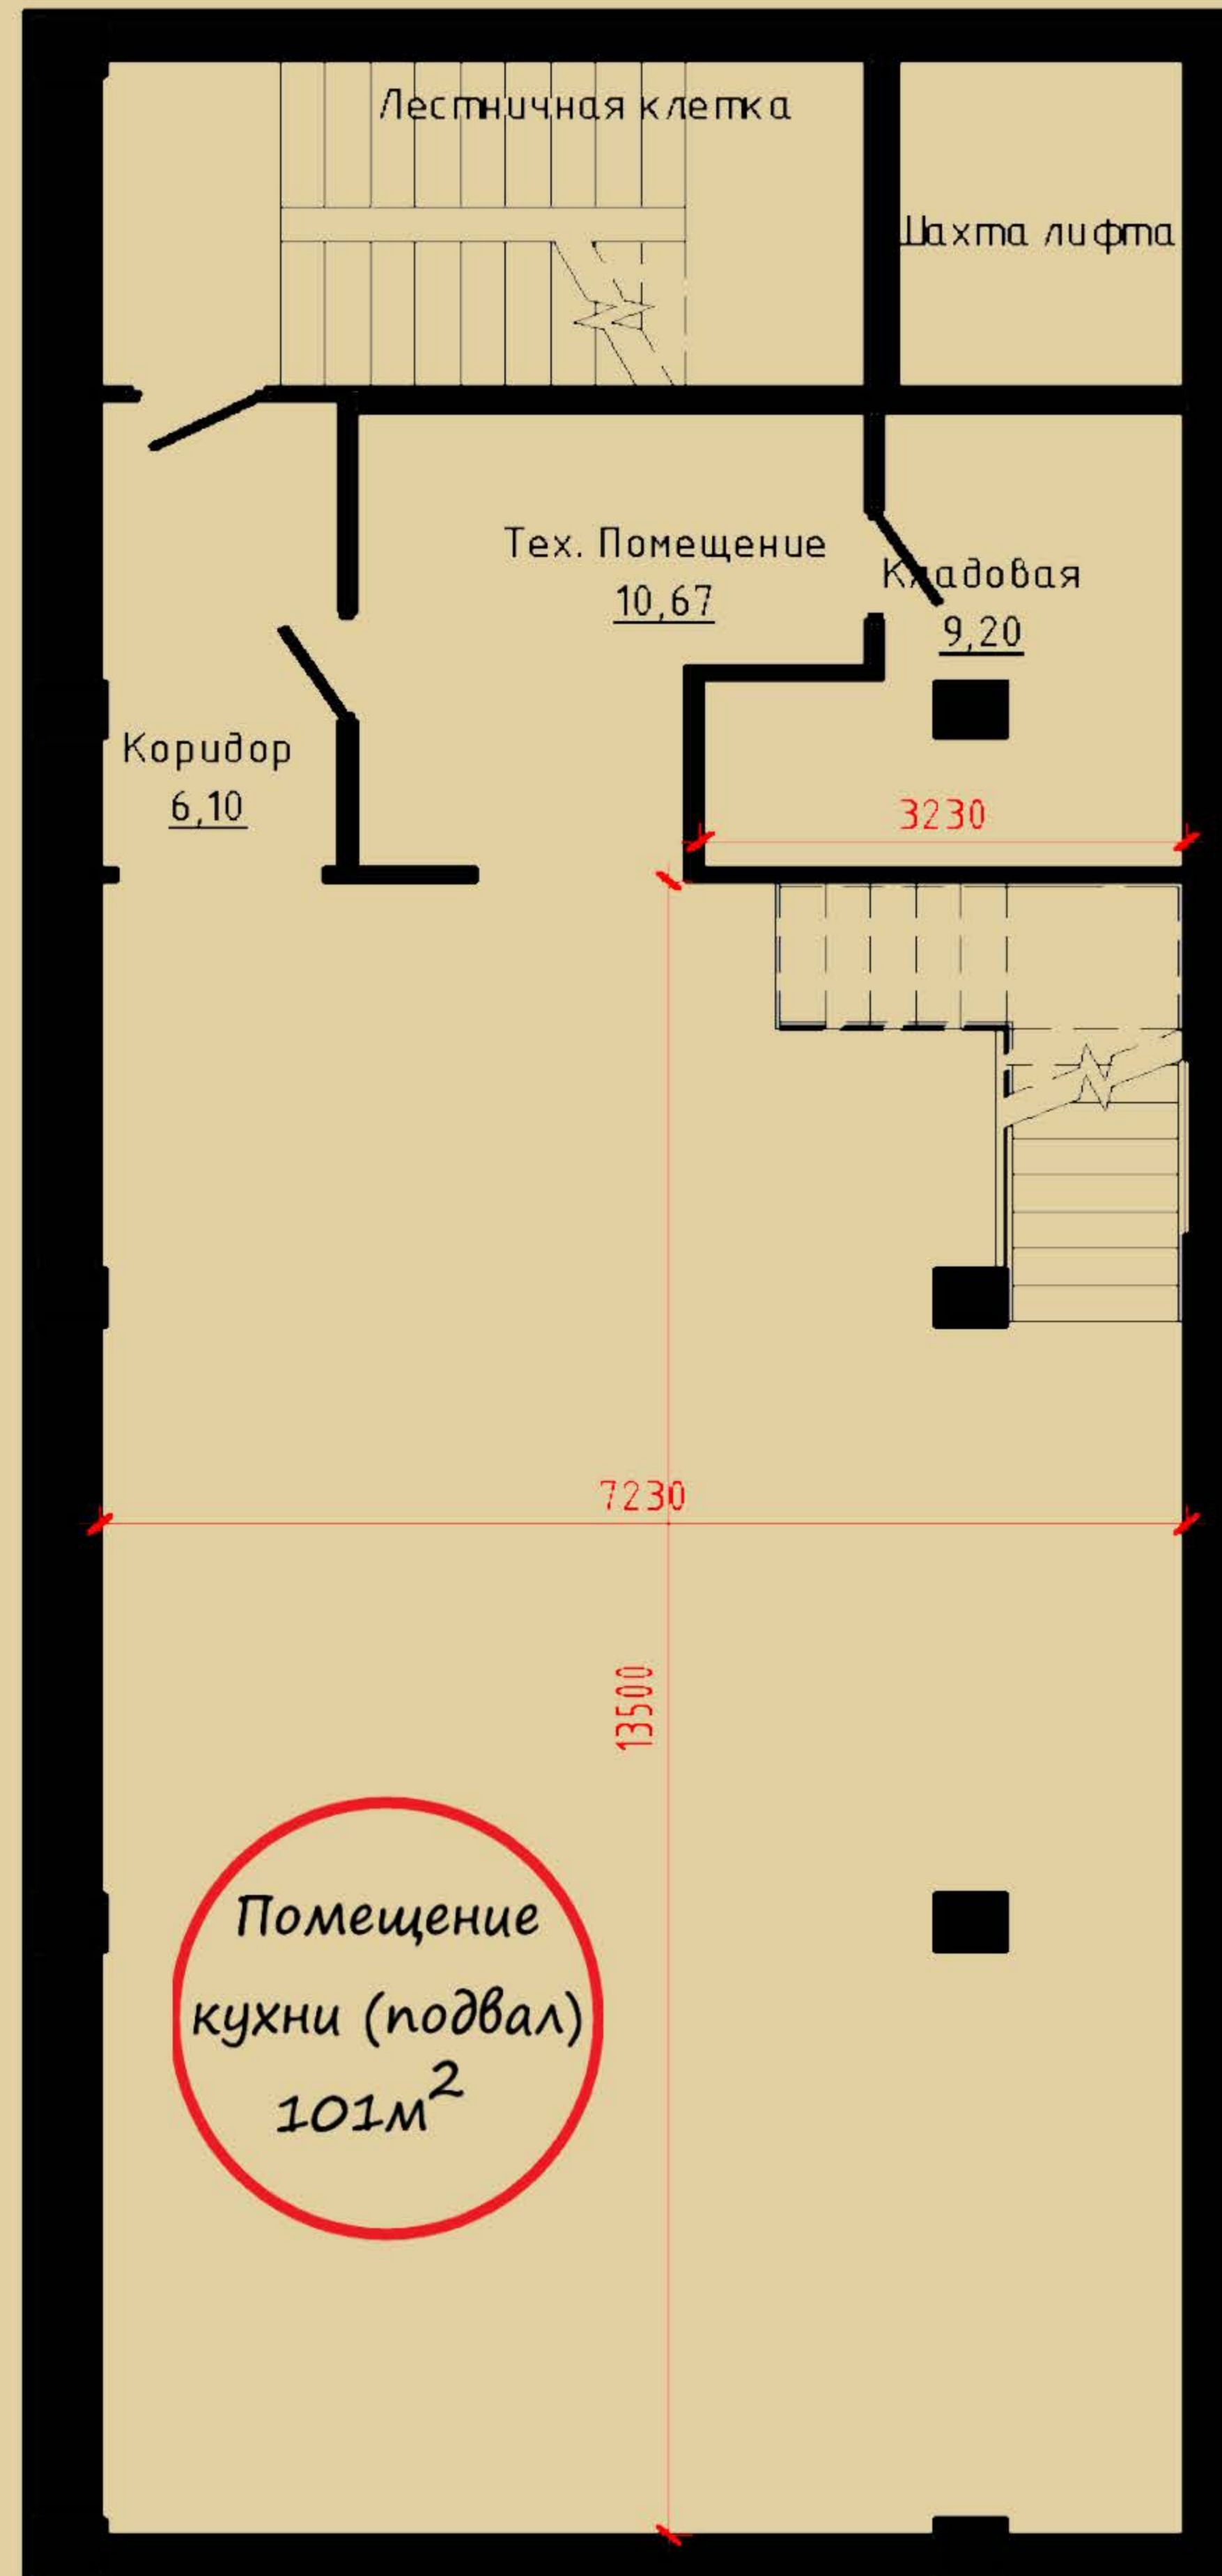 Лестничная клетка
Шахта лифта
Тех. Помещение
10,67
Кладовая
9,20
Коридор
6,10
3230
7230
13500
Помещение
кухни (подвал)
101м²